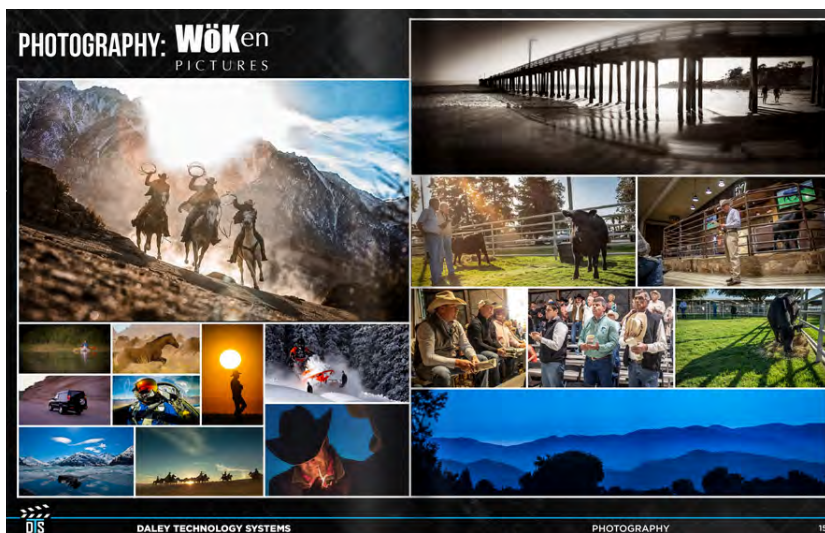 PHOTOGRAPHY: WöKen
PICTURES
DTS
DALEY TECHNOLOGY SYSTEMS
PHOTOGRAPHY
15